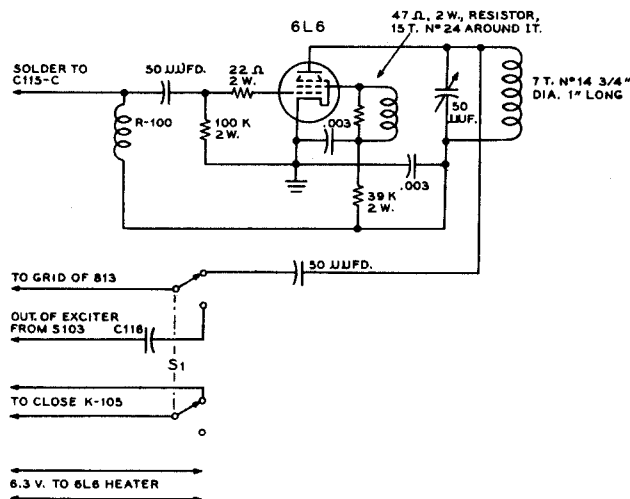 6L6
47 Ω, 2 W., RESISTOR,
15 T. Nº 24 AROUND IT.
SOLDER TO
C115-C
50 µµFD.
22 Ω
2 W.
7 T. Nº 14 3/4"
DIA. 1" LONG
50
µµF.
R-100
100 K
2 W.
.003
.003
39 K
2 W.
50 µµFD.
TO GRID OF 813
OUT. OF EXCITER
FROM S103 C116
S1
TO CLOSE K-105
6.3 V. TO 6L6 HEATER